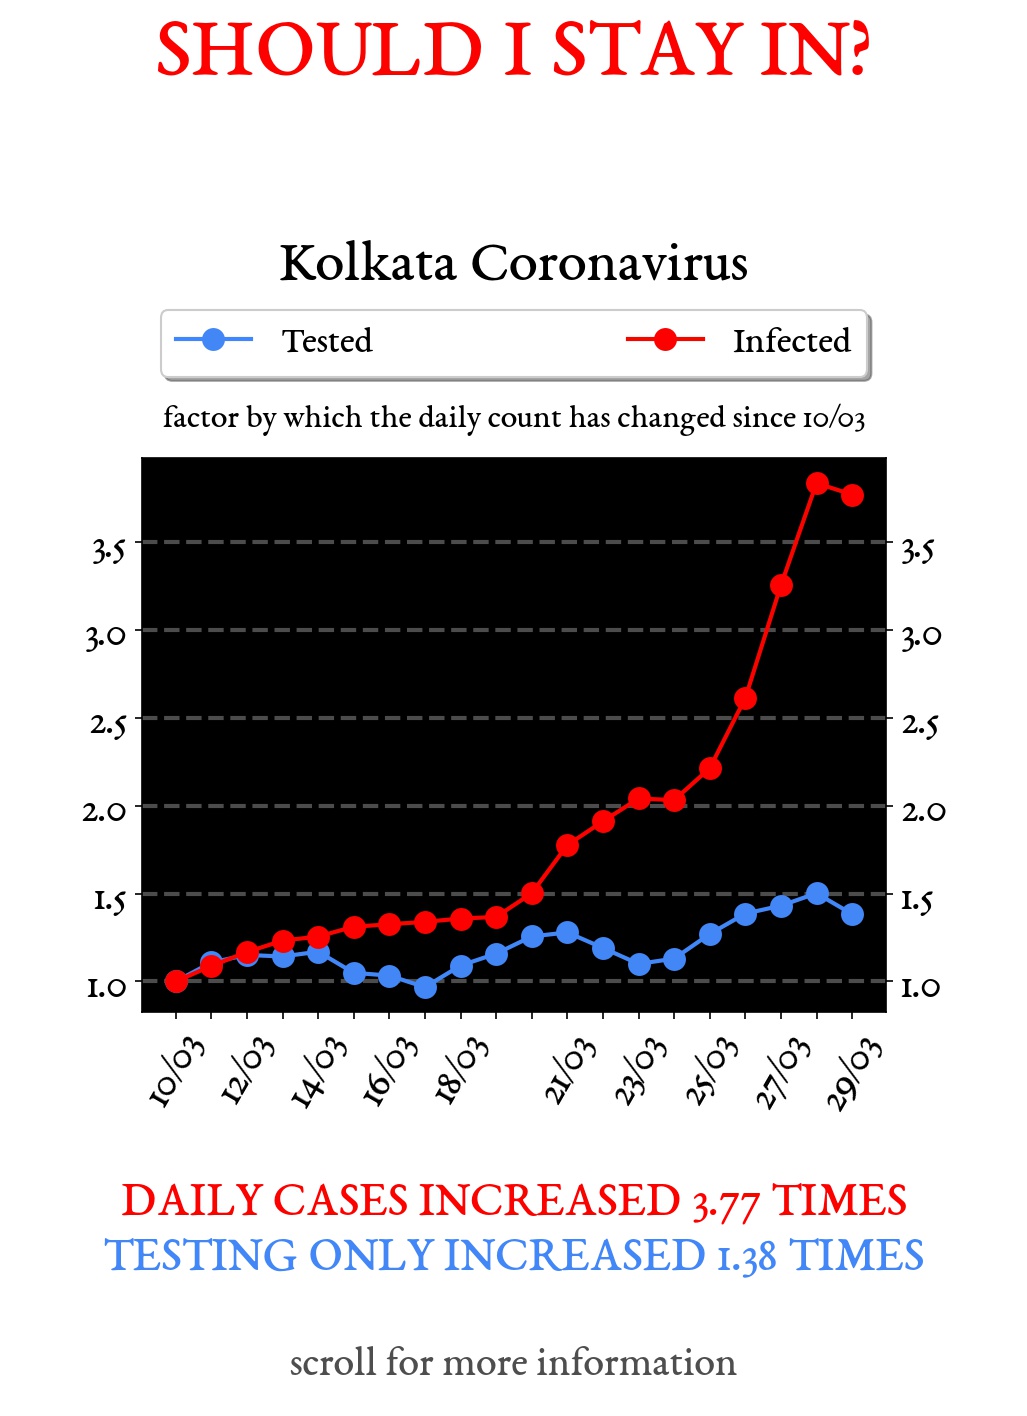 SHOULD I STAY IN?
Kolkata Coronavirus
Tested Infected
factor by which the daily count has changed since 10/03
3.5 3.5
3.0 3.0
2.5 2.5
2.0 2.0
1.5 1.5
1.0 1.0
10/03 12/03 14/03 16/03 18/03 21/03 23/03 25/03 27/03 29/03
DAILY CASES INCREASED 3.77 TIMES
TESTING ONLY INCREASED 1.38 TIMES
scroll for more information